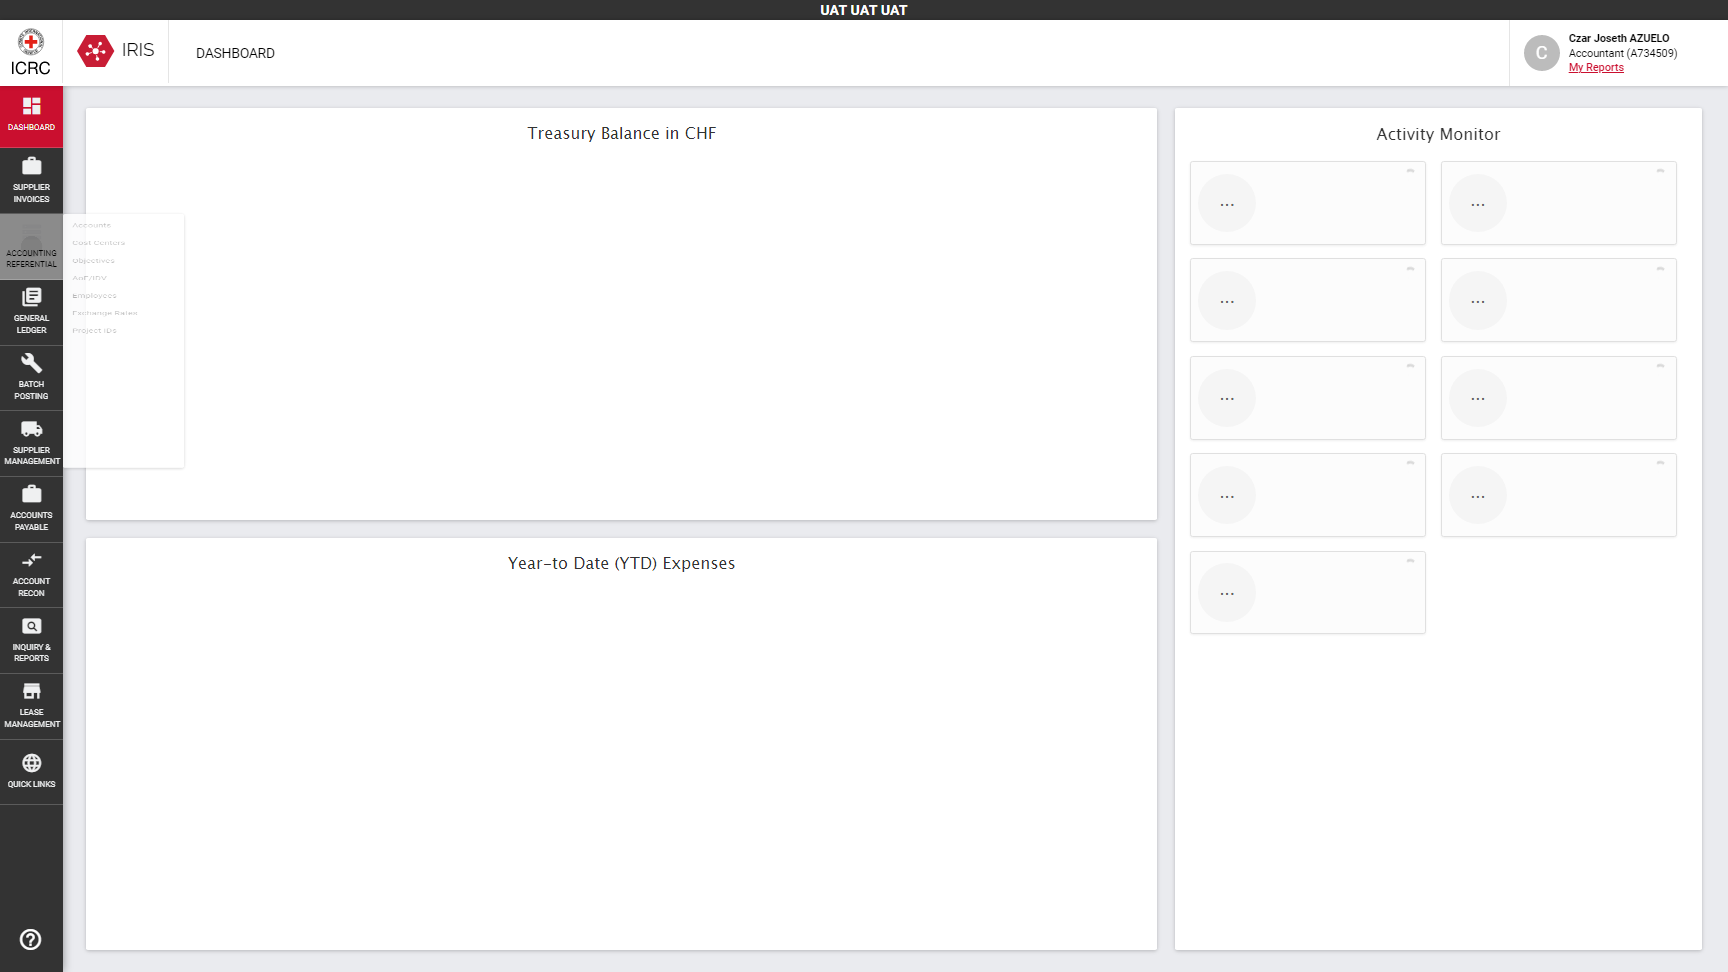 UAT UAT UAT
ICRC
IRIS
DASHBOARD
Czar Joseth AZUELO
Accountant (A734509)
My Reports
DASHBOARD
SUPPLIER
INVOICES
ACCOUNTING
REFERENTIAL
GENERAL
LEDGER
BATCH
POSTING
SUPPLIER
MANAGEMENT
ACCOUNTS
PAYABLE
ACCOUNT
RECON
INQUIRY &
REPORTS
LEASE
MANAGEMENT
QUICK LINKS
Accounts
Cost Centers
Objectives
Employees
Exchange Rates
Project IDs
Treasury Balance in CHF
Year-to Date (YTD) Expenses
Activity Monitor
...
...
...
...
...
...
...
...
...